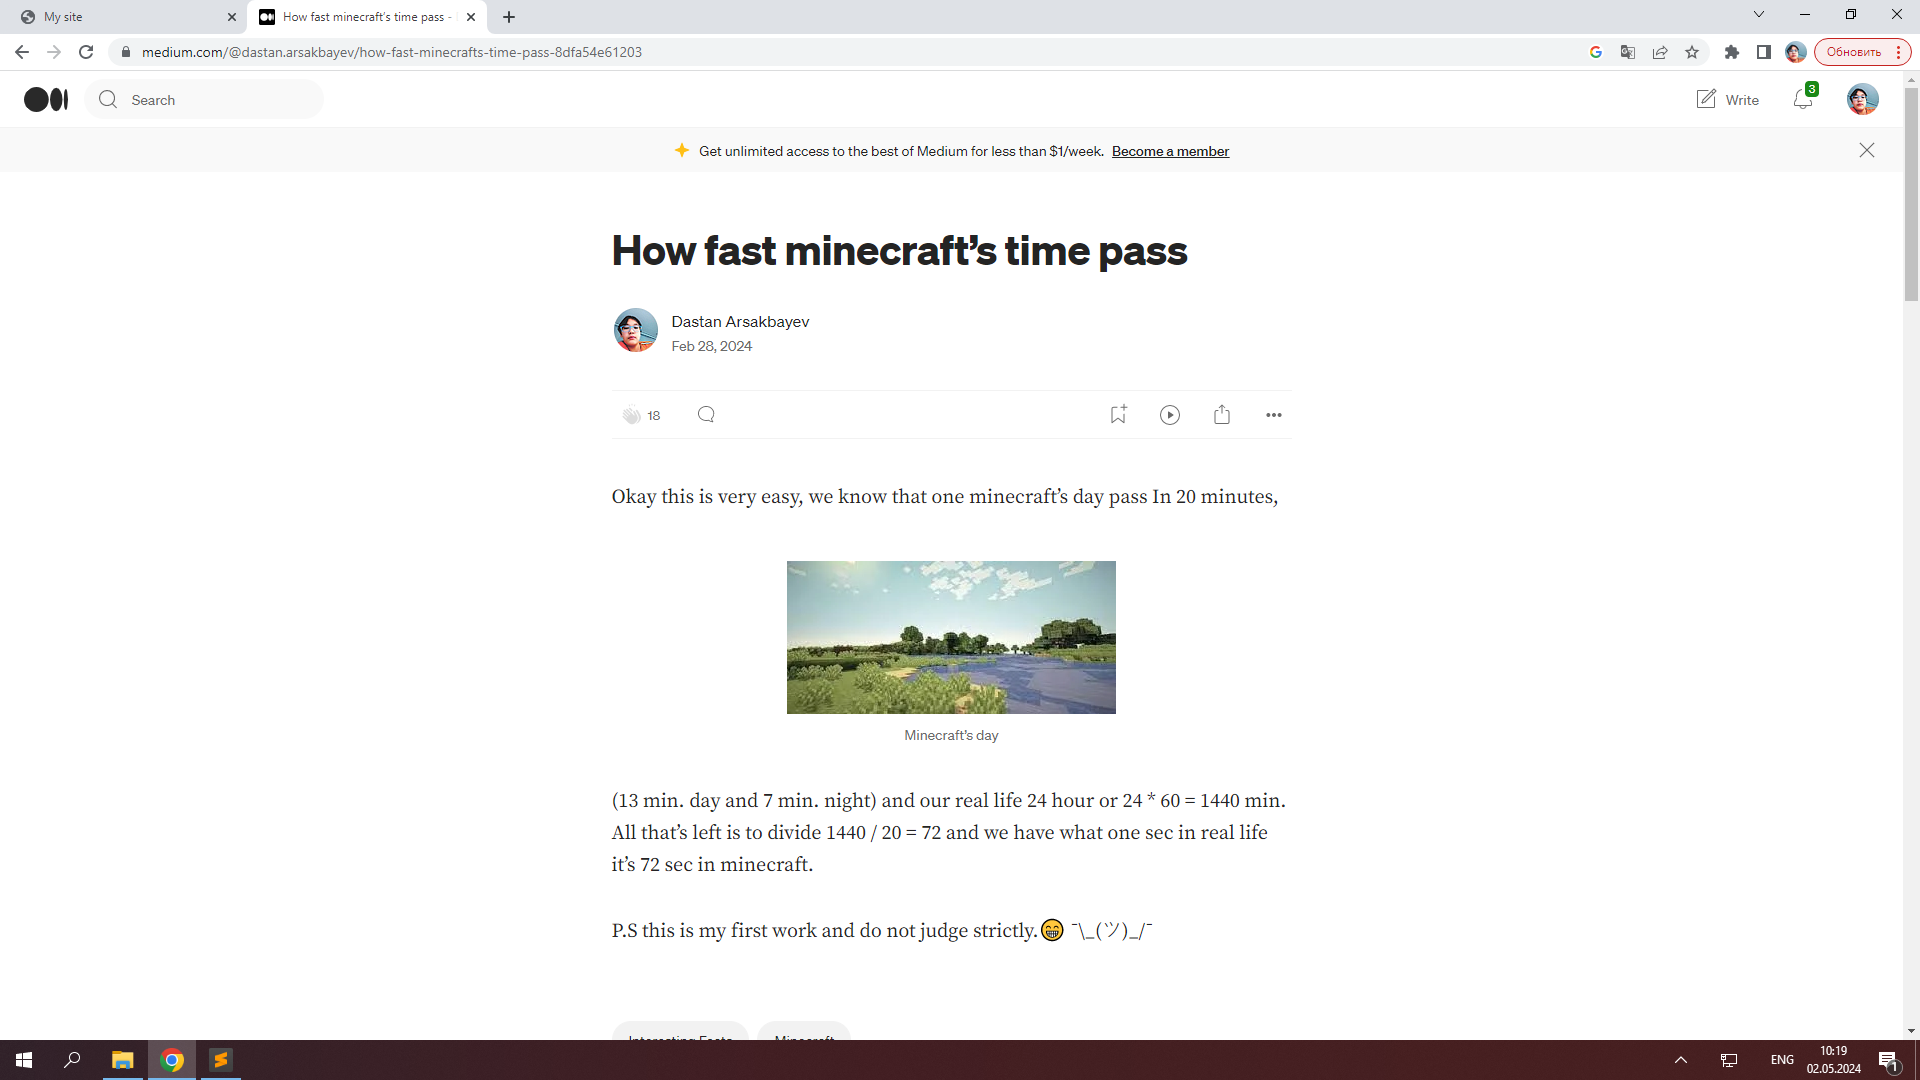 My site
How fast minecraft's time pass -
medium.com/@dastan.arsakbayev/how-fast-minecrafts-time-pass-8dfa54e61203
Обновить
Search
Write
3
Get unlimited access to the best of Medium for less than $1/week. Become a member
How fast minecraft’s time pass
Dastan Arsakbayev
Feb 28, 2024
18
Okay this is very easy, we know that one minecraft’s day pass In 20 minutes,
Minecraft’s day
(13 min. day and 7 min. night) and our real life 24 hour or 24 * 60 = 1440 min.
All that’s left is to divide 1440 / 20 = 72 and we have what one sec in real life
it’s 72 sec in minecraft.
P.S this is my first work and do not judge strictly.😁 ¯\_(ツ)_/¯
Interesting Facts
Minecraft
ENG
10:19
02.05.2024
1